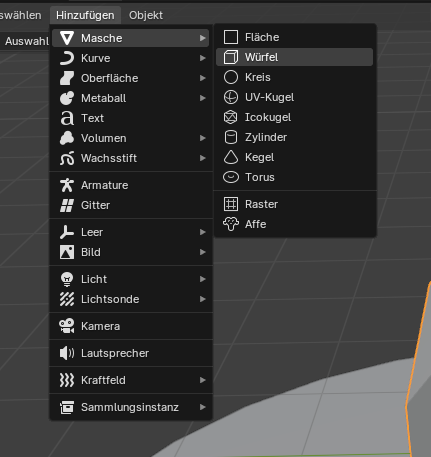 swählen Hinzufügen Objekt
Auswahl
Masche
Kurve
Oberfläche
Metaball
Text
Volumen
Wachsstift
Armature
Gitter
Leer
Bild
Licht
Lichtsonde
Kamera
Lautsprecher
Kraftfeld
Sammlungsinstanz
Fläche
Würfel
Kreis
UV-Kugel
Icokugel
Zylinder
Kegel
Torus
Raster
Affe